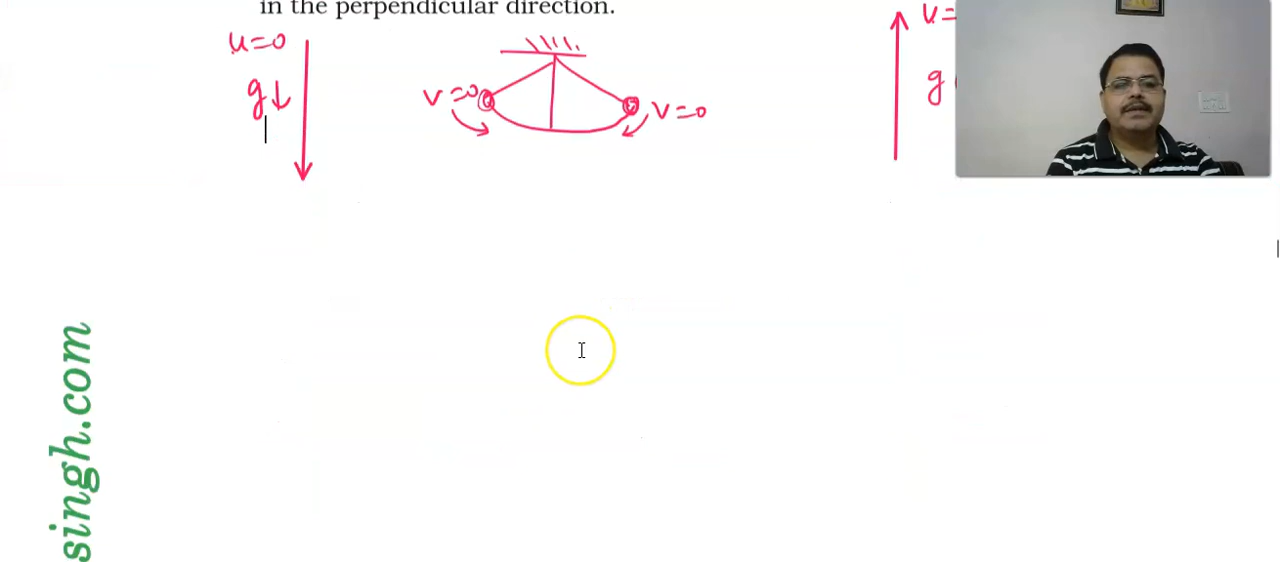 in the perpendicular direction.
u=0
g↓
v=0
v=0
g
singh.com